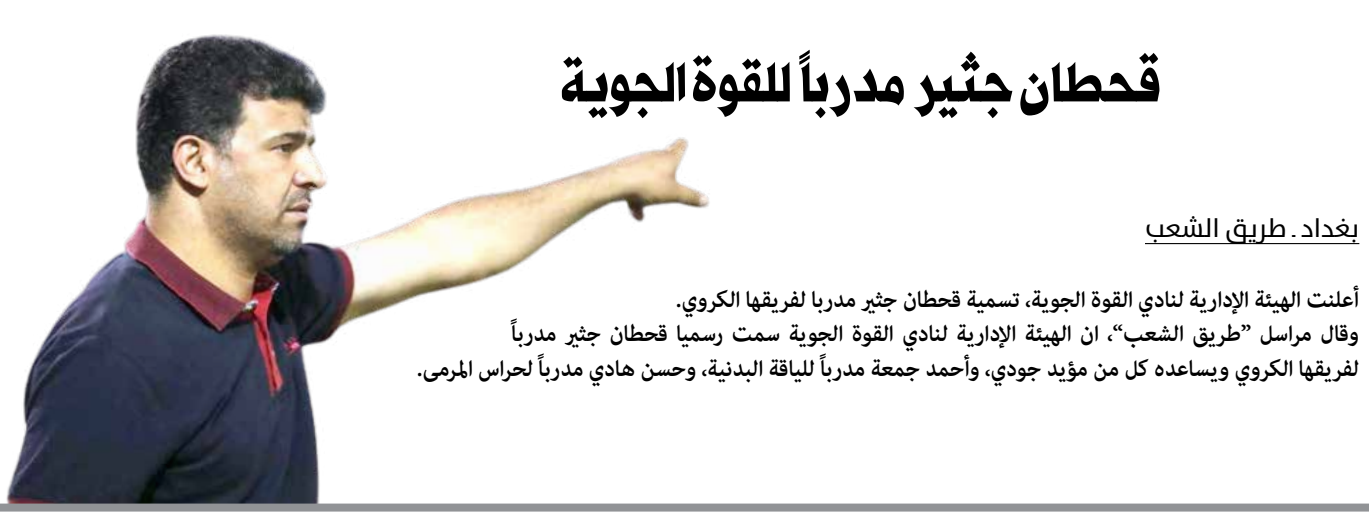 قحطان جثير مدرباً للقوة الجوية
بغداد ـ طريق الشعب
أعلنت الهيئة الإدارية لنادي القوة الجوية، تسمية قحطان جثير مدربا لفريقها الكروي.
وقال مراسل ”طريق الشعب“، ان الهيئة الإدارية لنادي القوة الجوية سمت رسميا قحطان جثير مدرباً
لفريقها الكروي ويساعده كل من مؤيد جودي، وأحمد جمعة مدرباً للياقة البدنية، وحسن هادي مدرباً لحراس المرمى.